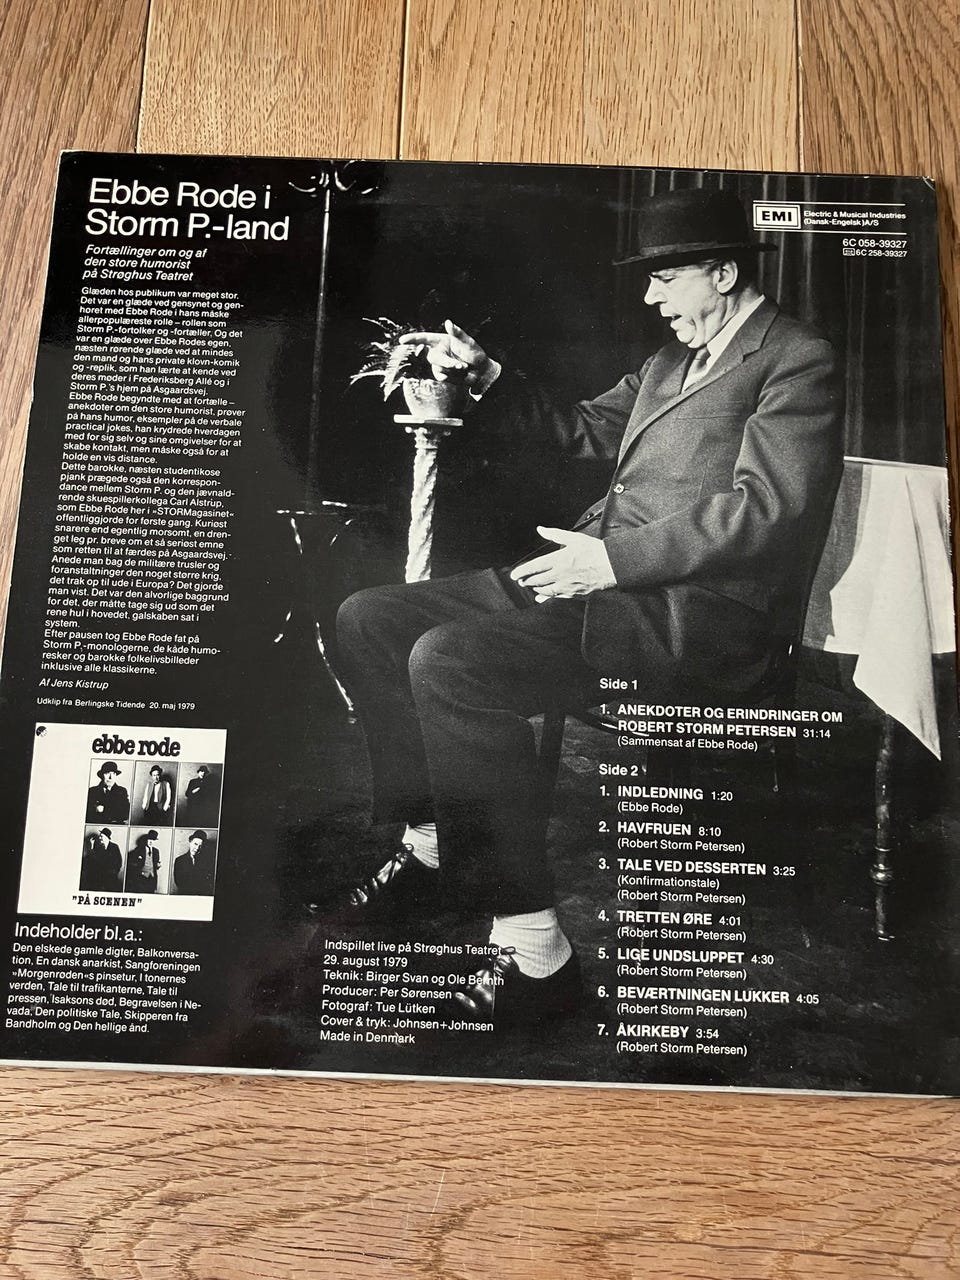 Ebbe Rode i
Storm P.-land
Fortællinger om og af
den store humorist
på Strøghus Teatret
Glæden hos publikum var meget stor.
Det var en glæde ved gensynet og gen-
horet med Ebbe Rode i hans måske
allerpopulæreste rolle – rollen som
Storm P.-fortolker og -fortæller. Og det
var en glæde over Ebbe Rodes egen,
næsten rørende glæde ved at mindes
den mand og hans private klovn-komik
og -replik, som han lærte at kende ved
deres møder i Frederiksberg Allé og i
Storm P.'s hjem på Asgaardsvej.
Ebbe Rode begyndte med at fortælle –
anekdoter om den store humorist, prøver
på hans humor, eksempler på de verbale
practical jokes, han krydrede hverdagen
med for sig selv og sine omgivelser for at
skabe kontakt, men måske også for at
holde en vis distance.
Dette barokke, næsten studentikose
pjank prægede også den korrespon-
dance mellem Storm P. og den jævnald-
rende skuespillerkollega Carl Alstrup,
som Ebbe Rode her i »STORMagasinet«
offentliggjorde for første gang. Kuriøst
snarere end egentlig morsomt, en dren-
get leg pr. breve om et så seriøst emne
som retten til at færdes på Asgaardsvej.
Anede man bag de militære trusler og
foranstaltninger den noget større krig,
det trak op til ude i Europa? Det gjorde
man vist. Det var den alvorlige baggrund
for det, der måtte tage sig ud som det
rene hul i hovedet, galskaben sat i
system.
Efter pausen tog Ebbe Rode fat på
Storm P.-monologerne, de kåde humo-
resker og barokke folkelivsbilleder
inklusive alle klassikerne.
Af Jens Kistrup
Udklip fra Berlingske Tidende 20. maj 1979
ebbe rode
"PÅ SCENEN"
Indeholder bl. a.:
Den elskede gamle digter, Balkonversa-
tion, En dansk anarkist, Sangforeningen
»Morgenrøden«s pinsetur, I tonernes
verden, Tale til trafikanterne, Tale til
pressen, Isaksons død, Begravelsen i Ne-
vada, Den politiske Tale, Skipperen fra
Bandholm og Den hellige ånd.
Indspillet live på Strøghus Teatret
29. august 1979
Teknik: Birger Svan og Ole Bernth
Producer: Per Sørensen
Fotograf: Tue Lütken
Cover & tryk: Johnsen+Johnsen
Made in Denmark
EMI
Electric & Musical Industries
(Dansk-Engelsk)A/S
6C 058-39327
6C 258-39327
Side 1
1. ANEKDOTER OG ERINDRINGER OM
ROBERT STORM PETERSEN 31:14
(Sammensat af Ebbe Rode)
Side 2
1. INDLEDNING 1:20
(Ebbe Rode)
2. HAVFRUEN 8:10
(Robert Storm Petersen)
3. TALE VED DESSERTEN 3:25
(Konfirmationstale)
(Robert Storm Petersen)
4. TRETTEN ØRE 4:01
(Robert Storm Petersen)
5. LIGE UNDSLUPPET 4:30
(Robert Storm Petersen)
6. BEVÆRTNINGEN LUKKER 4:05
(Robert Storm Petersen)
7. ÅKIRKEBY 3:54
(Robert Storm Petersen)